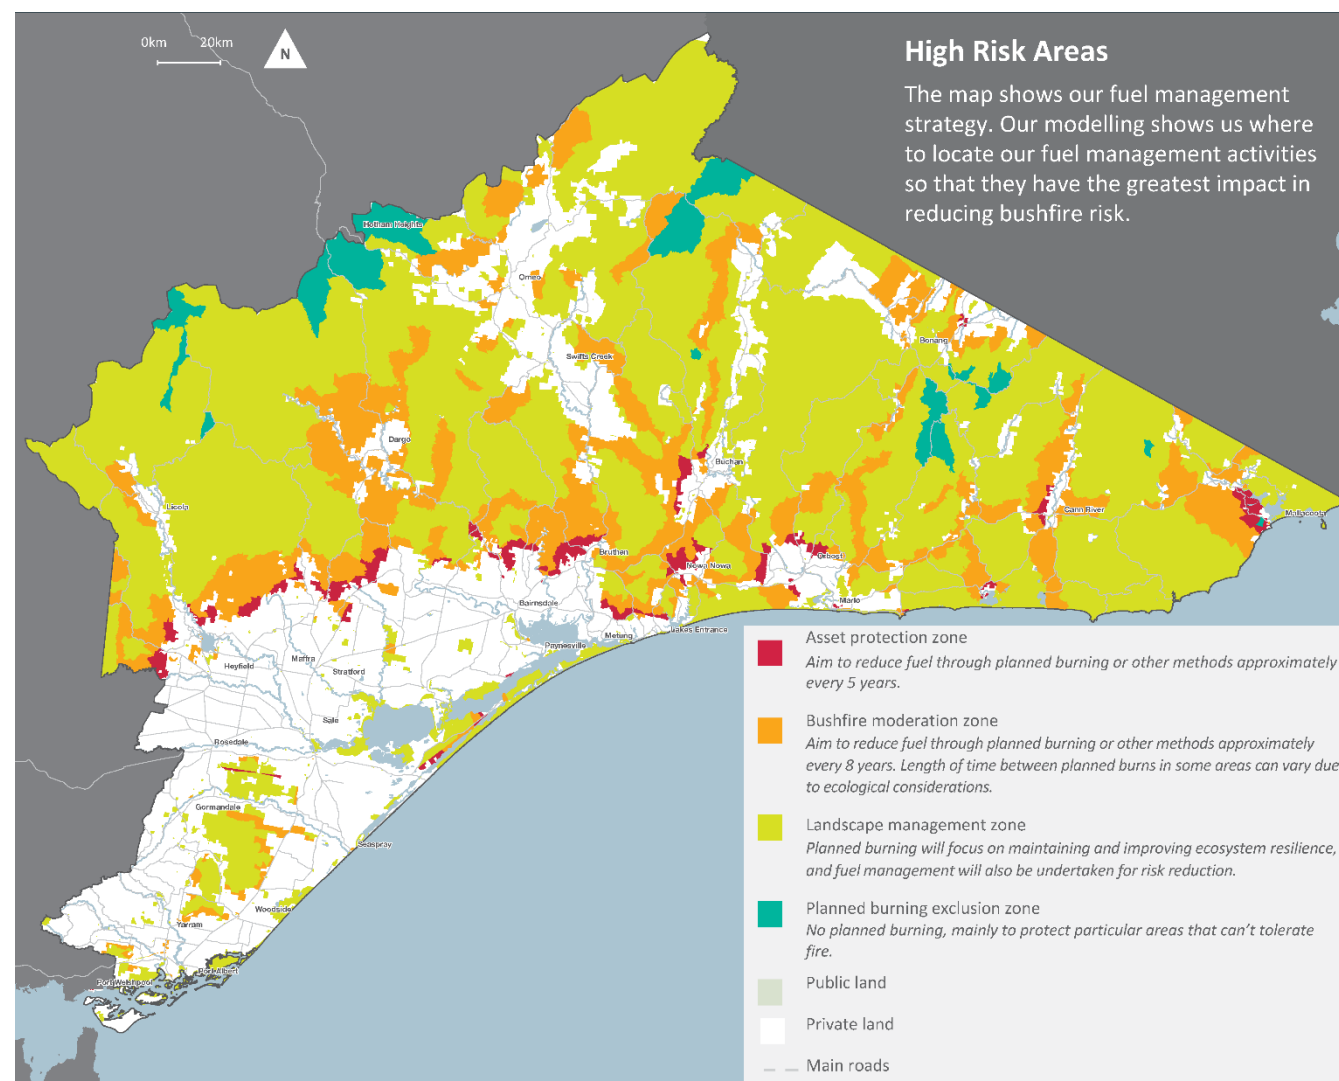 0km 20km
N
High Risk Areas
The map shows our fuel management
strategy. Our modelling shows us where
to locate our fuel management activities
so that they have the greatest impact in
reducing bushfire risk.
Hotham Heights
Omeo
Swifts Creek
Bonang
Dargo
Buchan
Licola
Cann River
Mallacoota
Bruthen
Nowa Nowa
Orbost
Bairnsdale
Marlo
Metung
Lakes Entrance
Paynesville
Heyfield
Maffra
Stratford
Sale
Rosedale
Gormandale
Seaspray
Woodside
Yarram
Port Albert
Port Welshpool
Asset protection zone
Aim to reduce fuel through planned burning or other methods approximately
every 5 years.
Bushfire moderation zone
Aim to reduce fuel through planned burning or other methods approximately
every 8 years. Length of time between planned burns in some areas can vary due
to ecological considerations.
Landscape management zone
Planned burning will focus on maintaining and improving ecosystem resilience,
and fuel management will also be undertaken for risk reduction.
Planned burning exclusion zone
No planned burning, mainly to protect particular areas that can't tolerate
fire.
Public land
Private land
Main roads